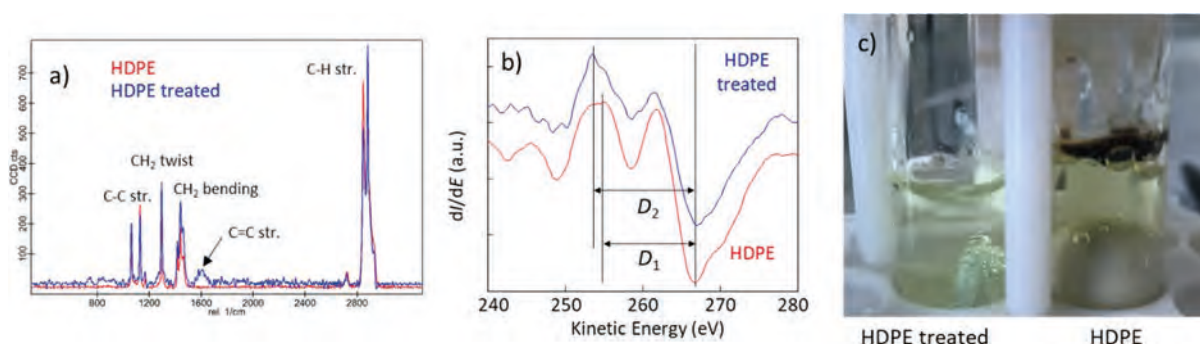 a)
HDPE
HDPE treated
C-H str.
CH₂ twist
C-C str.
CH₂ bending
C=C str.
CCD cts
700
600
500
400
300
200
100
800 1200 1600 2000 2400 2800
rel. 1/cm
b)
HDPE
treated
dI/dE (a.u.)
D₂
D₁
HDPE
240 250 260 270 280
Kinetic Energy (eV)
c)
HDPE treated HDPE